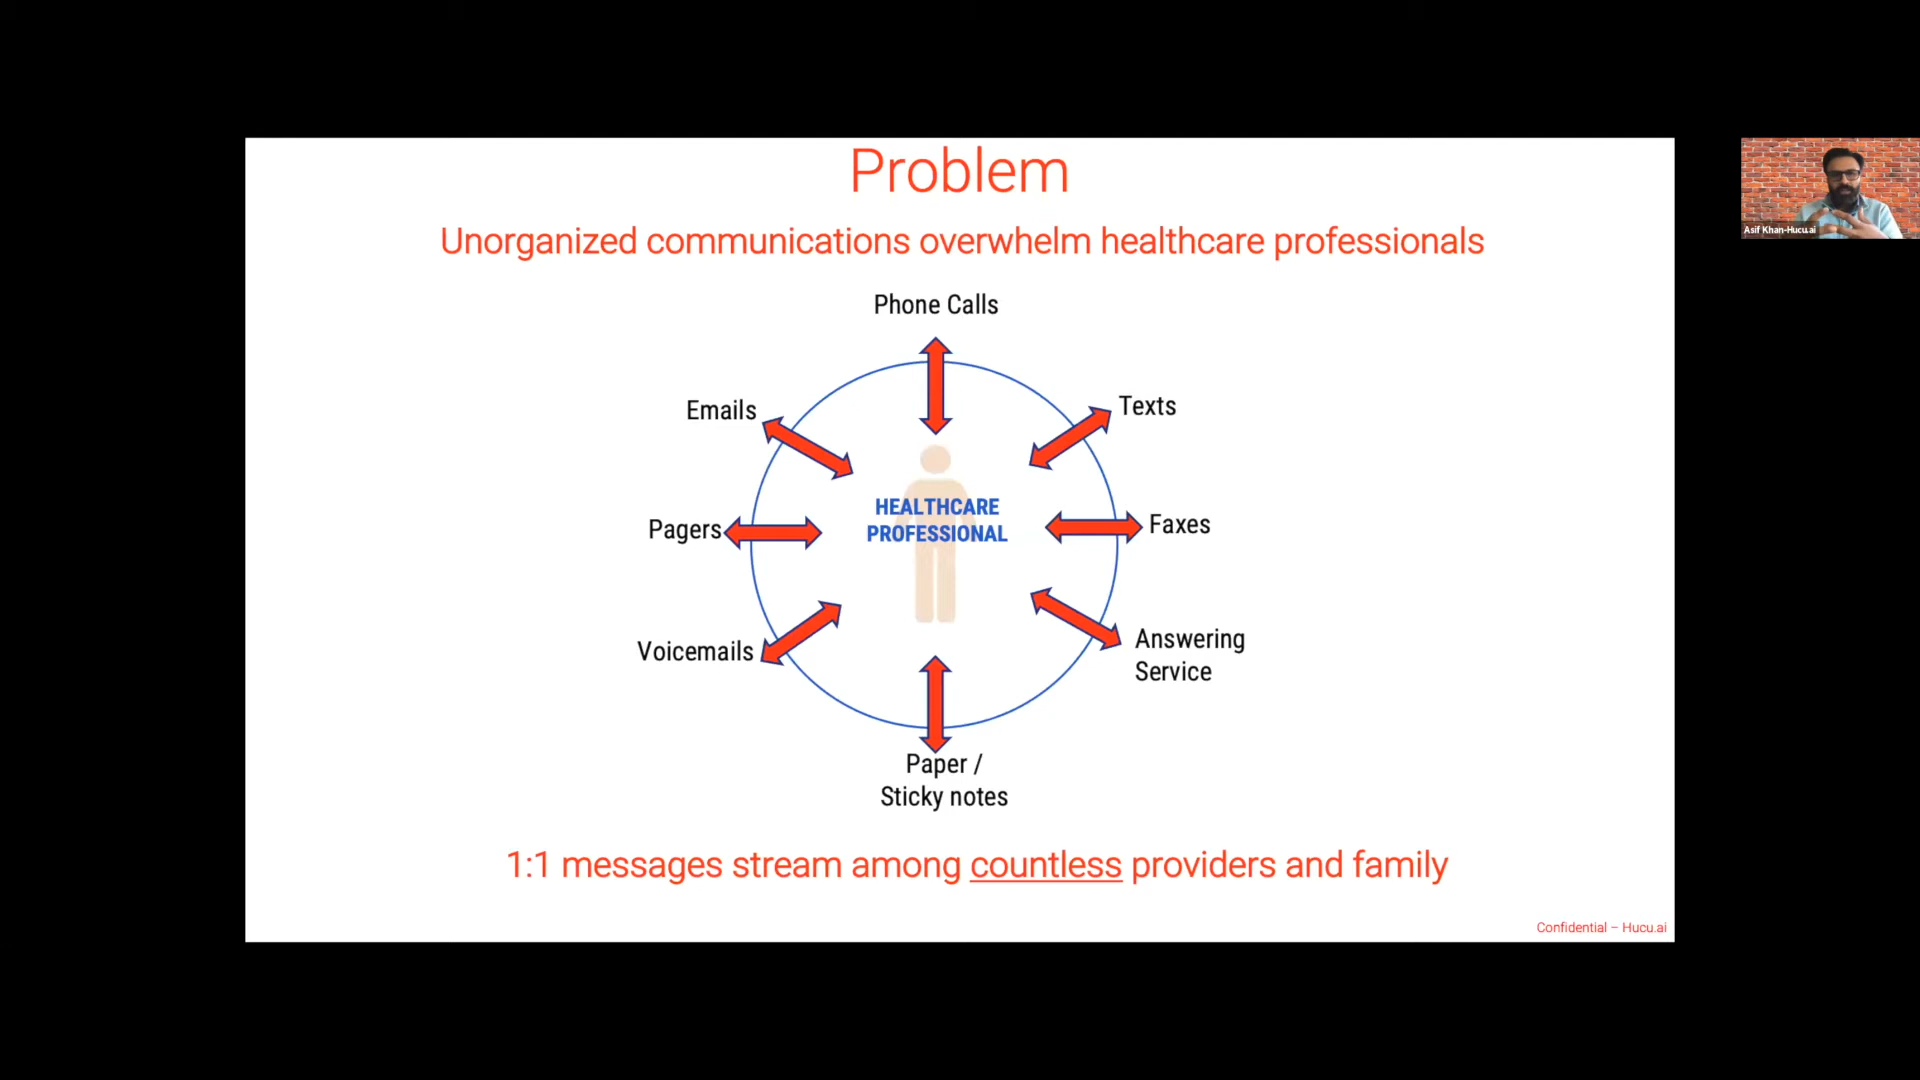 Problem
Unorganized communications overwhelm healthcare professionals
Phone Calls
Emails
Texts
HEALTHCARE
PROFESSIONAL
Pagers
Faxes
Voicemails
Answering
Service
Paper /
Sticky notes
1:1 messages stream among countless providers and family
Confidential – Hucu.ai
Asif Khan-Hucu.ai